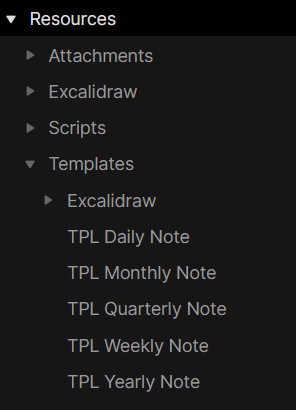 Resources
Attachments
Excalidraw
Scripts
Templates
Excalidraw
TPL Daily Note
TPL Monthly Note
TPL Quarterly Note
TPL Weekly Note
TPL Yearly Note